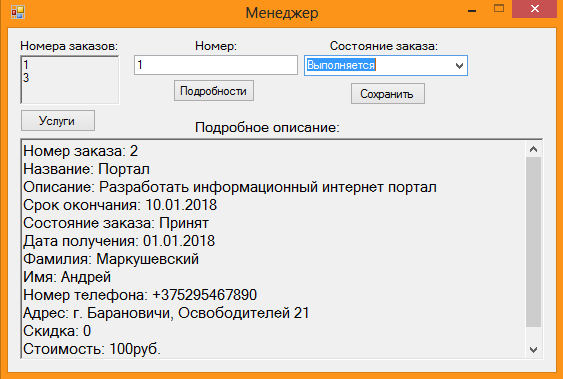 Менеджер
Номера заказов:
Номер:
Состояние заказа:
1
3
1
Выполняется
Подробности
Сохранить
Услуги
Подробное описание:
Номер заказа: 2
Название: Портал
Описание: Разработать информационный интернет портал
Срок окончания: 10.01.2018
Состояние заказа: Принят
Дата получения: 01.01.2018
Фамилия: Маркушевский
Имя: Андрей
Номер телефона: +375295467890
Адрес: г. Барановичи, Освободителей 21
Скидка: 0
Стоимость: 100руб.